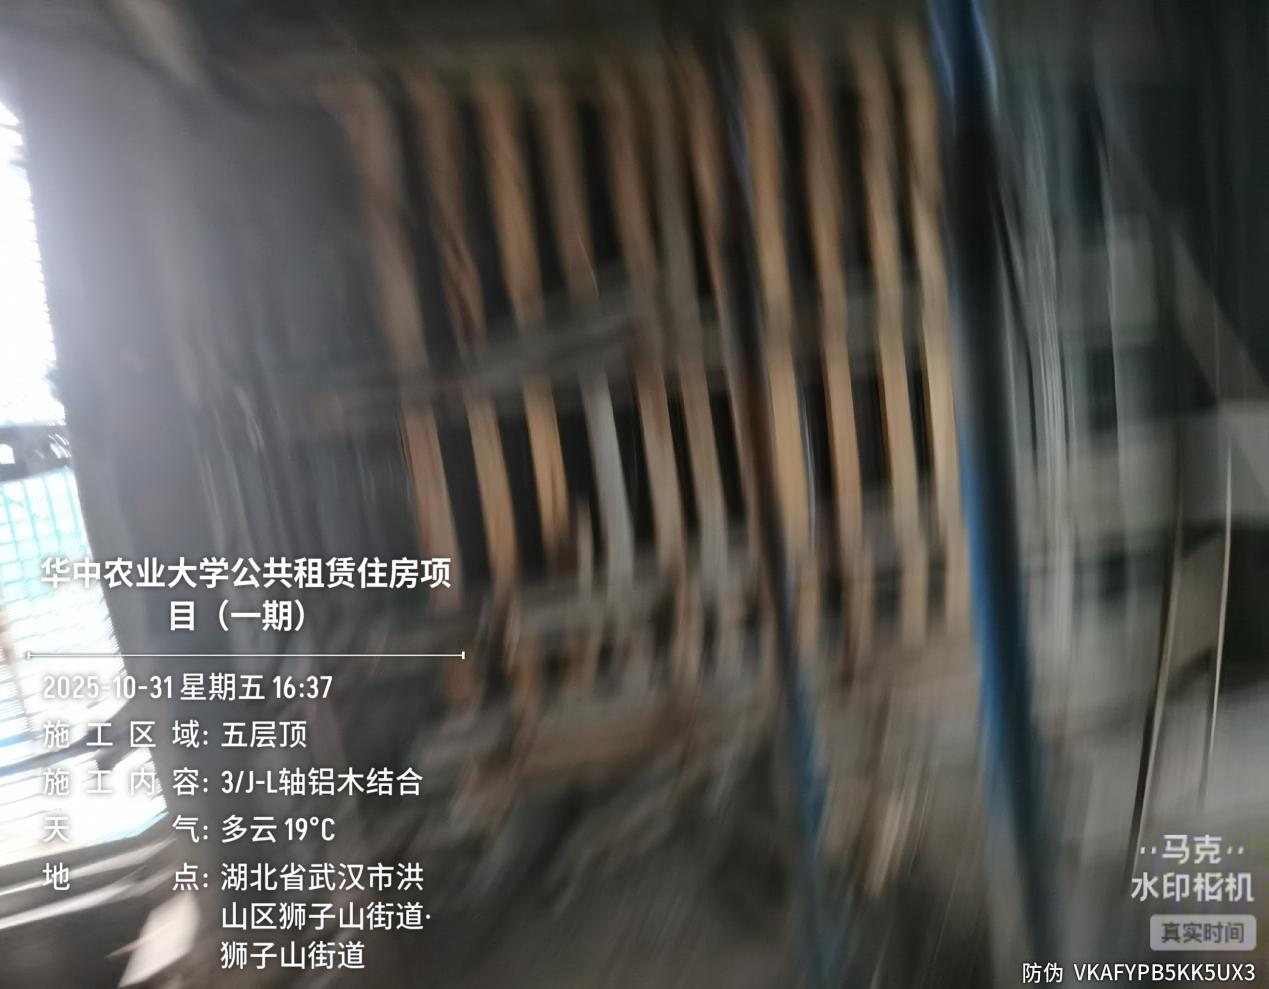 华中农业大学公共租赁住房项
目（一期）
2025-10-31 星期五 16:37
施工区域: 五层顶
施工内容: 3/J-L轴铝木结合
天气: 多云 19°C
地点: 湖北省武汉市洪
山区狮子山街道·
狮子山街道
马克
水印相机
真实时间
防伪 VKAFYPB5KK5UX3